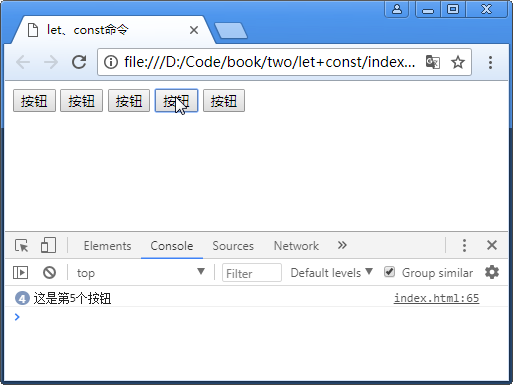 let、const命令
file:///D:/Code/book/two/let+const/index...
按钮 按钮 按钮 按钮 按钮
Elements Console Sources Network
top Filter Default levels Group similar
4 这是第5个按钮 index.html:65